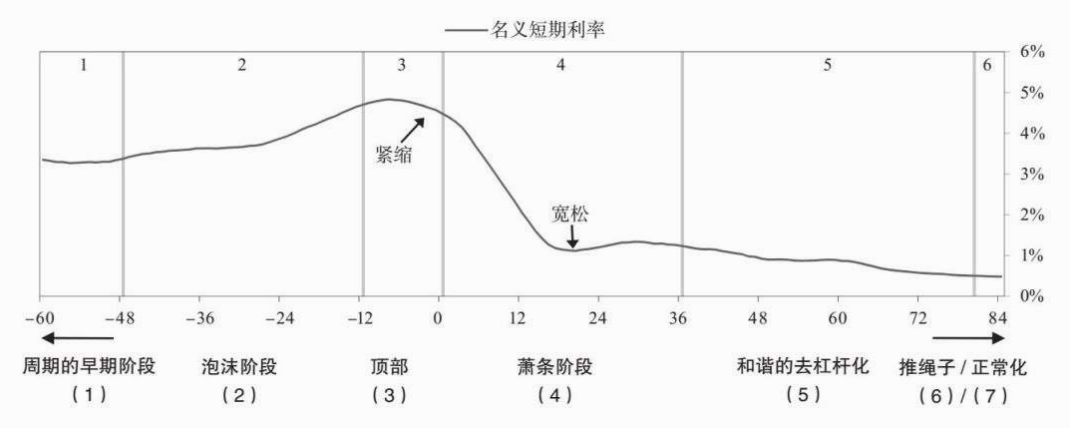 名义短期利率
1 2 3 4 5 6
6%
5%
4%
3%
2%
1%
0%
紧缩
宽松
-60 -48 -36 -24 -12 0 12 24 36 48 60 72 84
周期的早期阶段 泡沫阶段 顶部 萧条阶段 和谐的去杠杆化 推绳子/正常化
(1) (2) (3) (4) (5) (6)/(7)